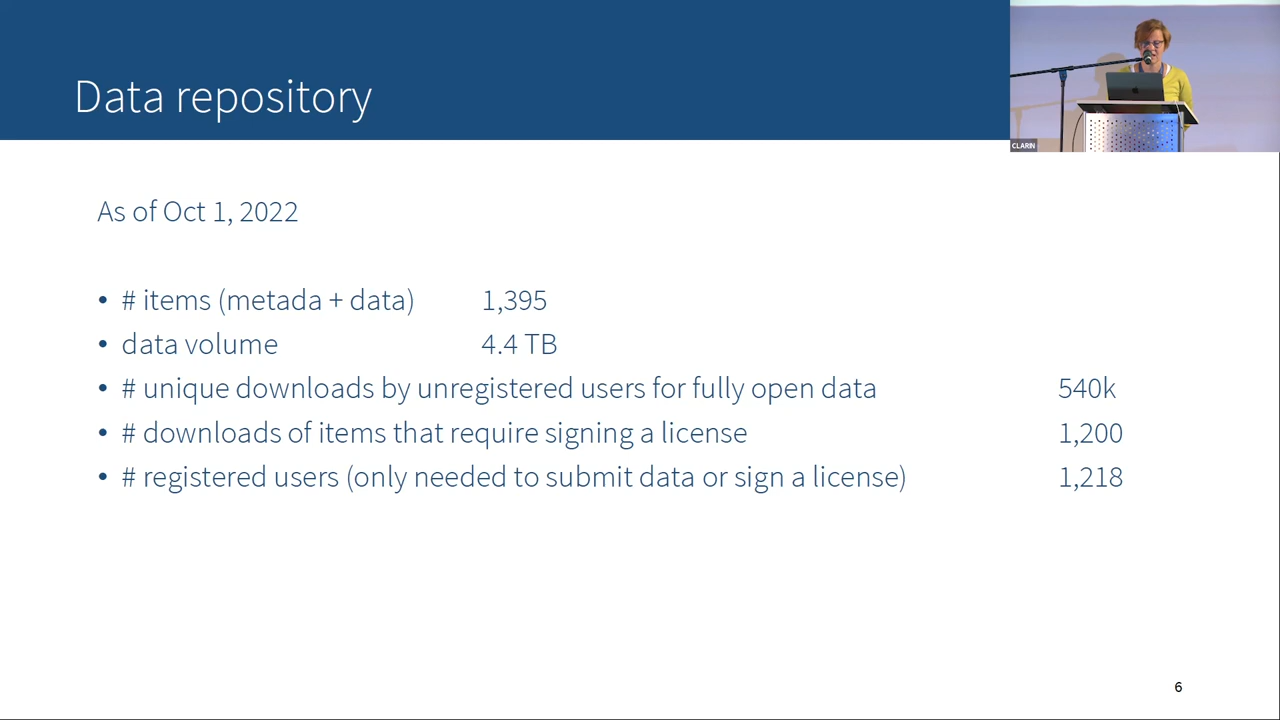 Data repository
CLARIN
As of Oct 1, 2022
• # items (metada + data) 1,395
• data volume 4.4 TB
• # unique downloads by unregistered users for fully open data 540k
• # downloads of items that require signing a license 1,200
• # registered users (only needed to submit data or sign a license) 1,218
6